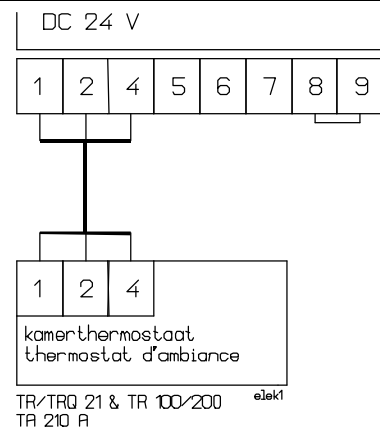 DC 24 V
1 2 4 5 6 7 8 9
1 2 4
kamerthermostaat
thermostat d'ambiance
elek1
TR/TRQ 21 & TR 100/200
TA 210 A